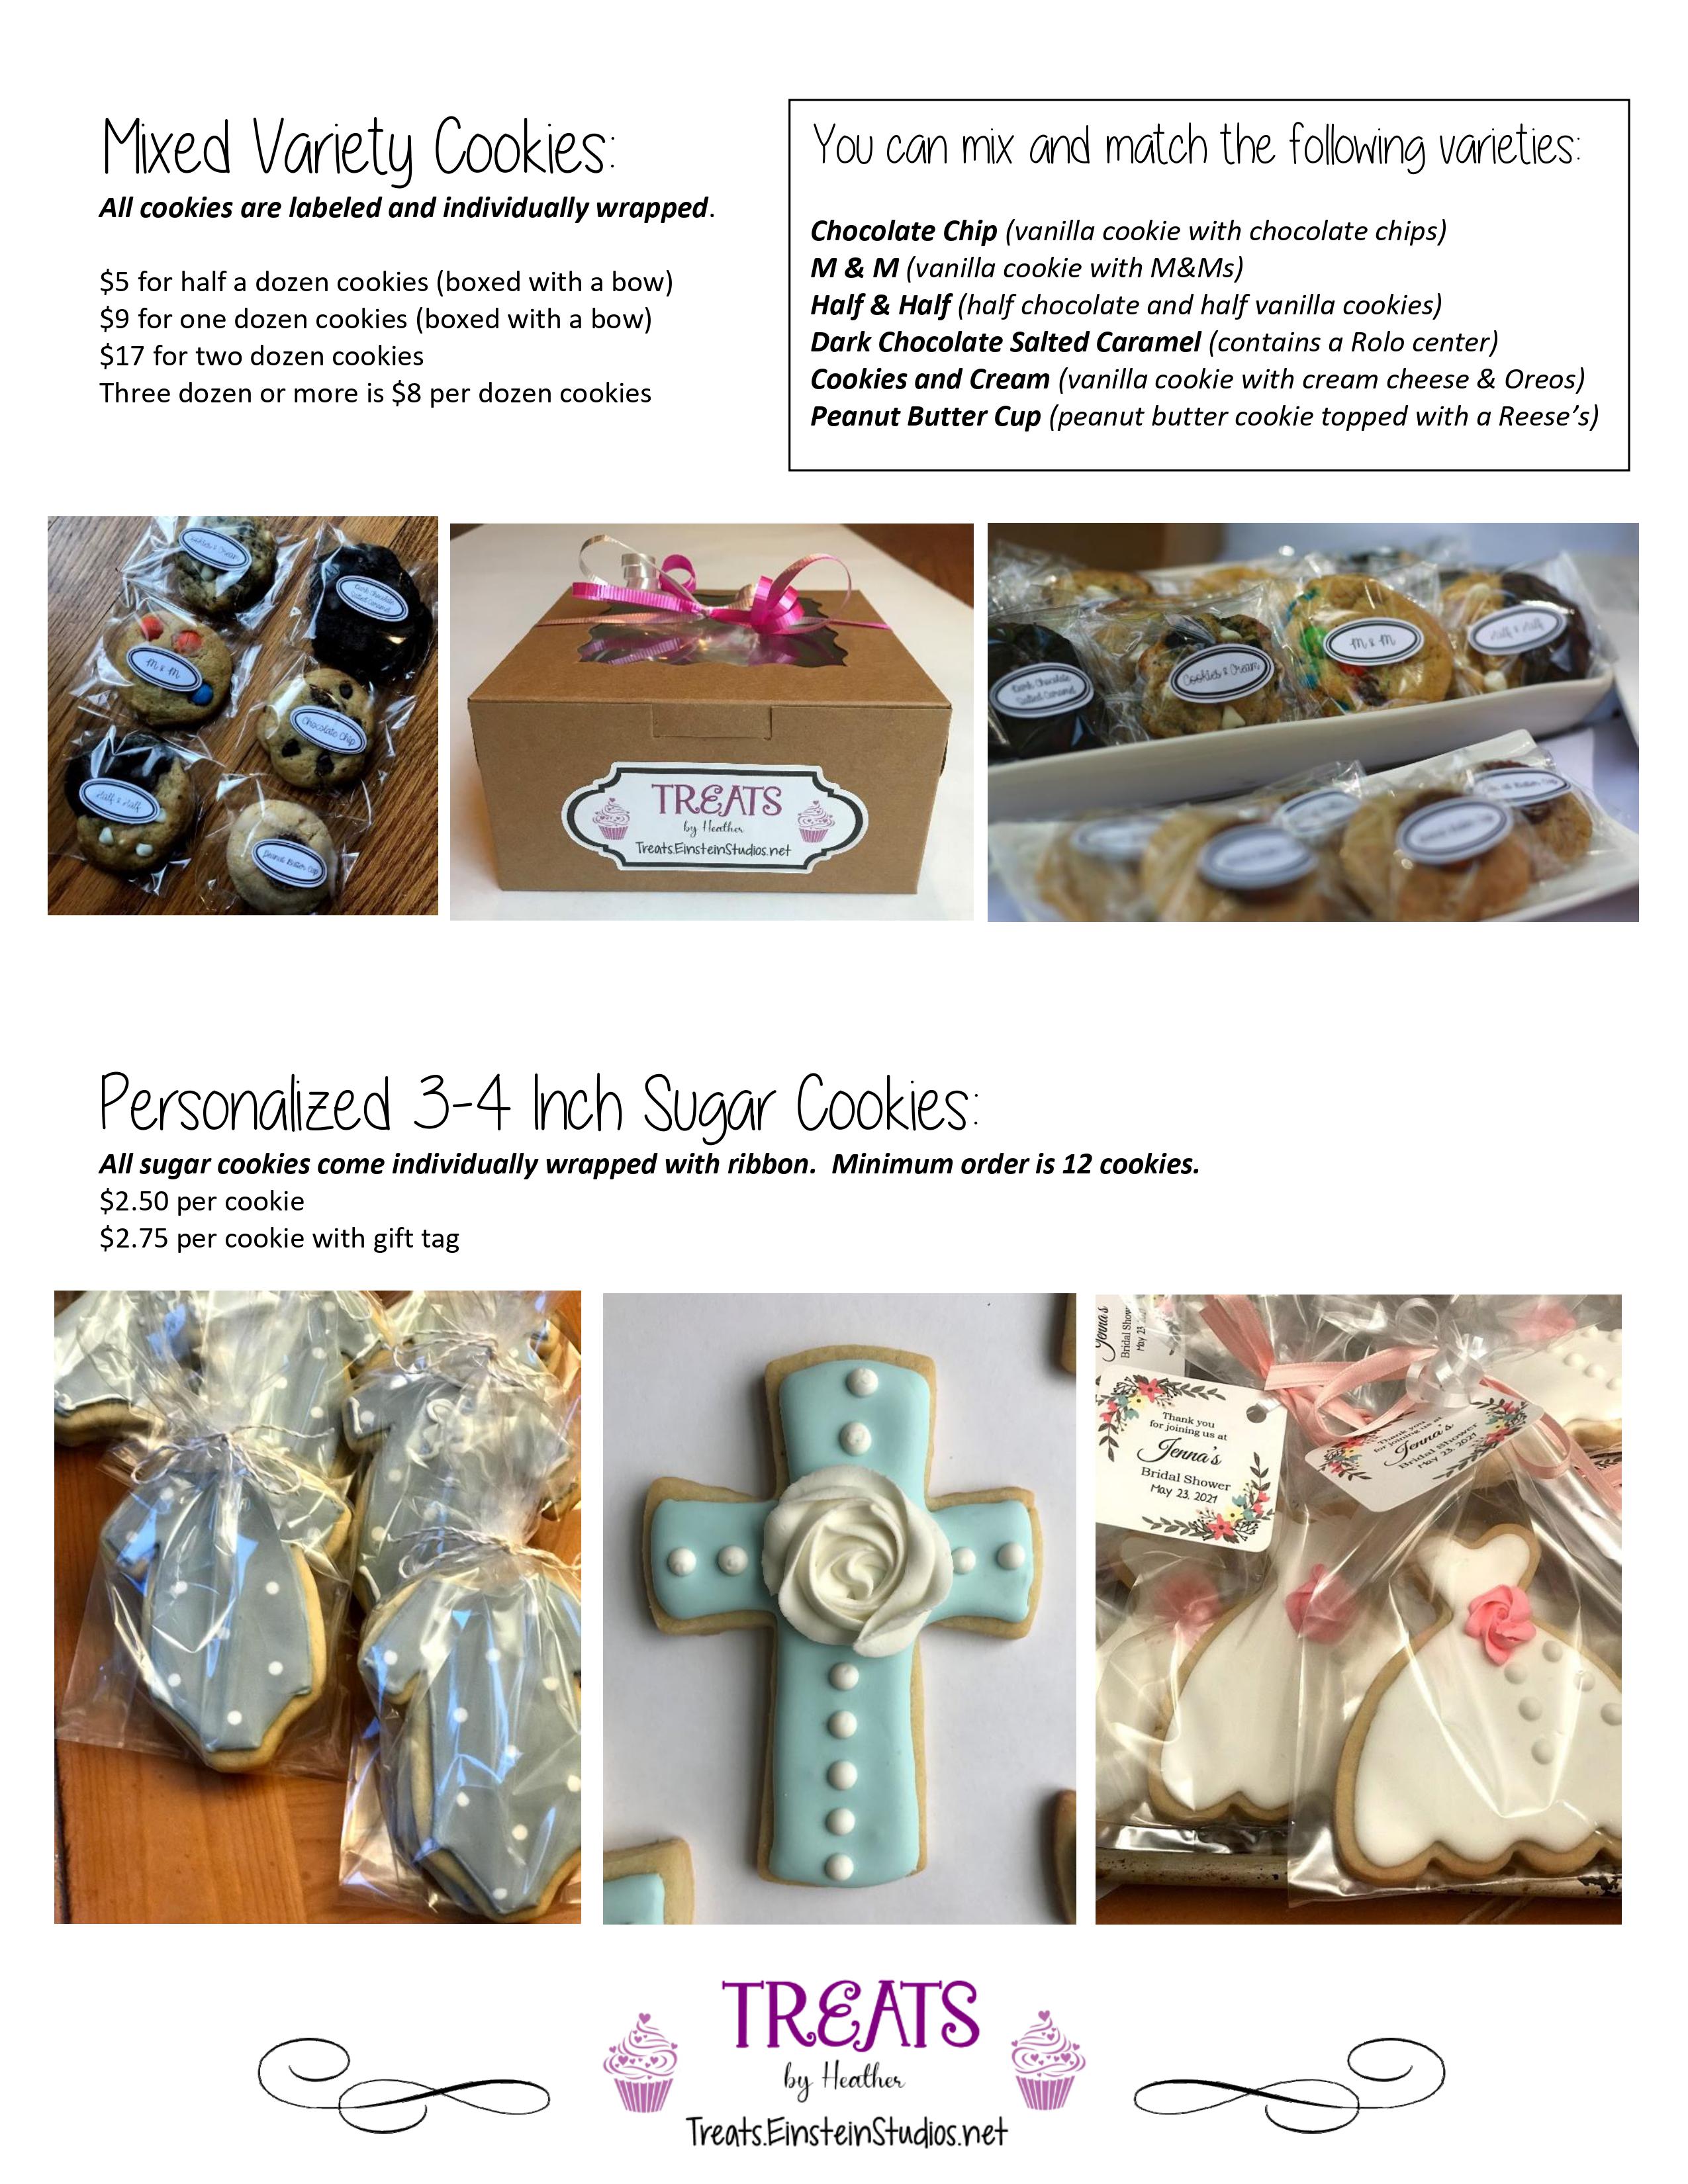 Mixed Variety Cookies:
All cookies are labeled and individually wrapped.
$5 for half a dozen cookies (boxed with a bow)
$9 for one dozen cookies (boxed with a bow)
$17 for two dozen cookies
Three dozen or more is $8 per dozen cookies
You can mix and match the following varieties:
Chocolate Chip (vanilla cookie with chocolate chips)
M & M (vanilla cookie with M&Ms)
Half & Half (half chocolate and half vanilla cookies)
Dark Chocolate Salted Caramel (contains a Rolo center)
Cookies and Cream (vanilla cookie with cream cheese & Oreos)
Peanut Butter Cup (peanut butter cookie topped with a Reese’s)
Cookies & Cream
Dark Chocolate
Salted Caramel
M & M
Chocolate Chip
Half & Half
Peanut Butter Cup
TREATS
by Heather
Treats.EinsteinStudios.net
Dark Chocolate
Salted Caramel
Cookies & Cream
M & M
Half & Half
Personalized 3-4 Inch Sugar Cookies:
All sugar cookies come individually wrapped with ribbon.  Minimum order is 12 cookies.
$2.50 per cookie
$2.75 per cookie with gift tag
Jenna's
Bridal Show
May 23
Thank you
for joining us at
Jenna's
Bridal Shower
May 23, 2021
Thank you
for joining us at
Jenna's
Bridal Shower
May 23, 2021
TREATS
by Heather
Treats.EinsteinStudios.net